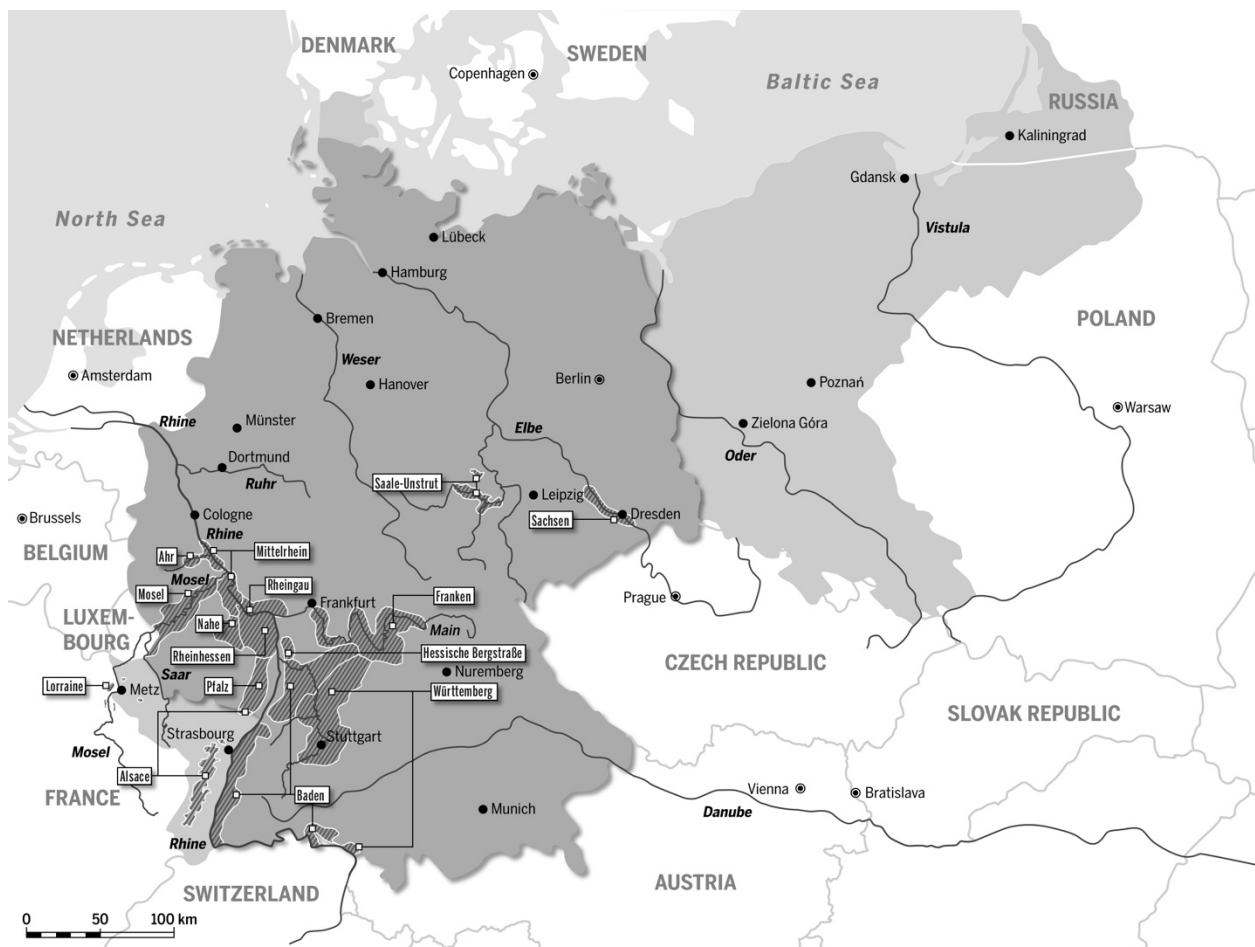 DENMARK
SWEDEN
Copenhagen
Baltic Sea
RUSSIA
Kaliningrad
Gdansk
North Sea
Vistula
Lübeck
Hamburg
Bremen
POLAND
NETHERLANDS
Weser
Amsterdam
Hanover
Berlin
Poznań
Warsaw
Rhine
Münster
Elbe
Zielona Góra
Oder
Dortmund
Ruhr
Saale-Unstrut
Leipzig
Cologne
Dresden
Sachsen
Brussels
Rhine
BELGIUM
Ahr
Mittelrhein
Mosel
Mosel
Rheingau
Frankfurt
Franken
Prague
LUXEM-
BOURG
Nahe
Main
Rheinhessen
Hessische Bergstraße
CZECH REPUBLIC
Saar
Nuremberg
Lorraine
Metz
Pfalz
Württemberg
SLOVAK REPUBLIC
Strasbourg
Stuttgart
Mosel
Alsace
FRANCE
Baden
Vienna
Bratislava
Munich
Danube
Rhine
SWITZERLAND
AUSTRIA
0 50 100 km